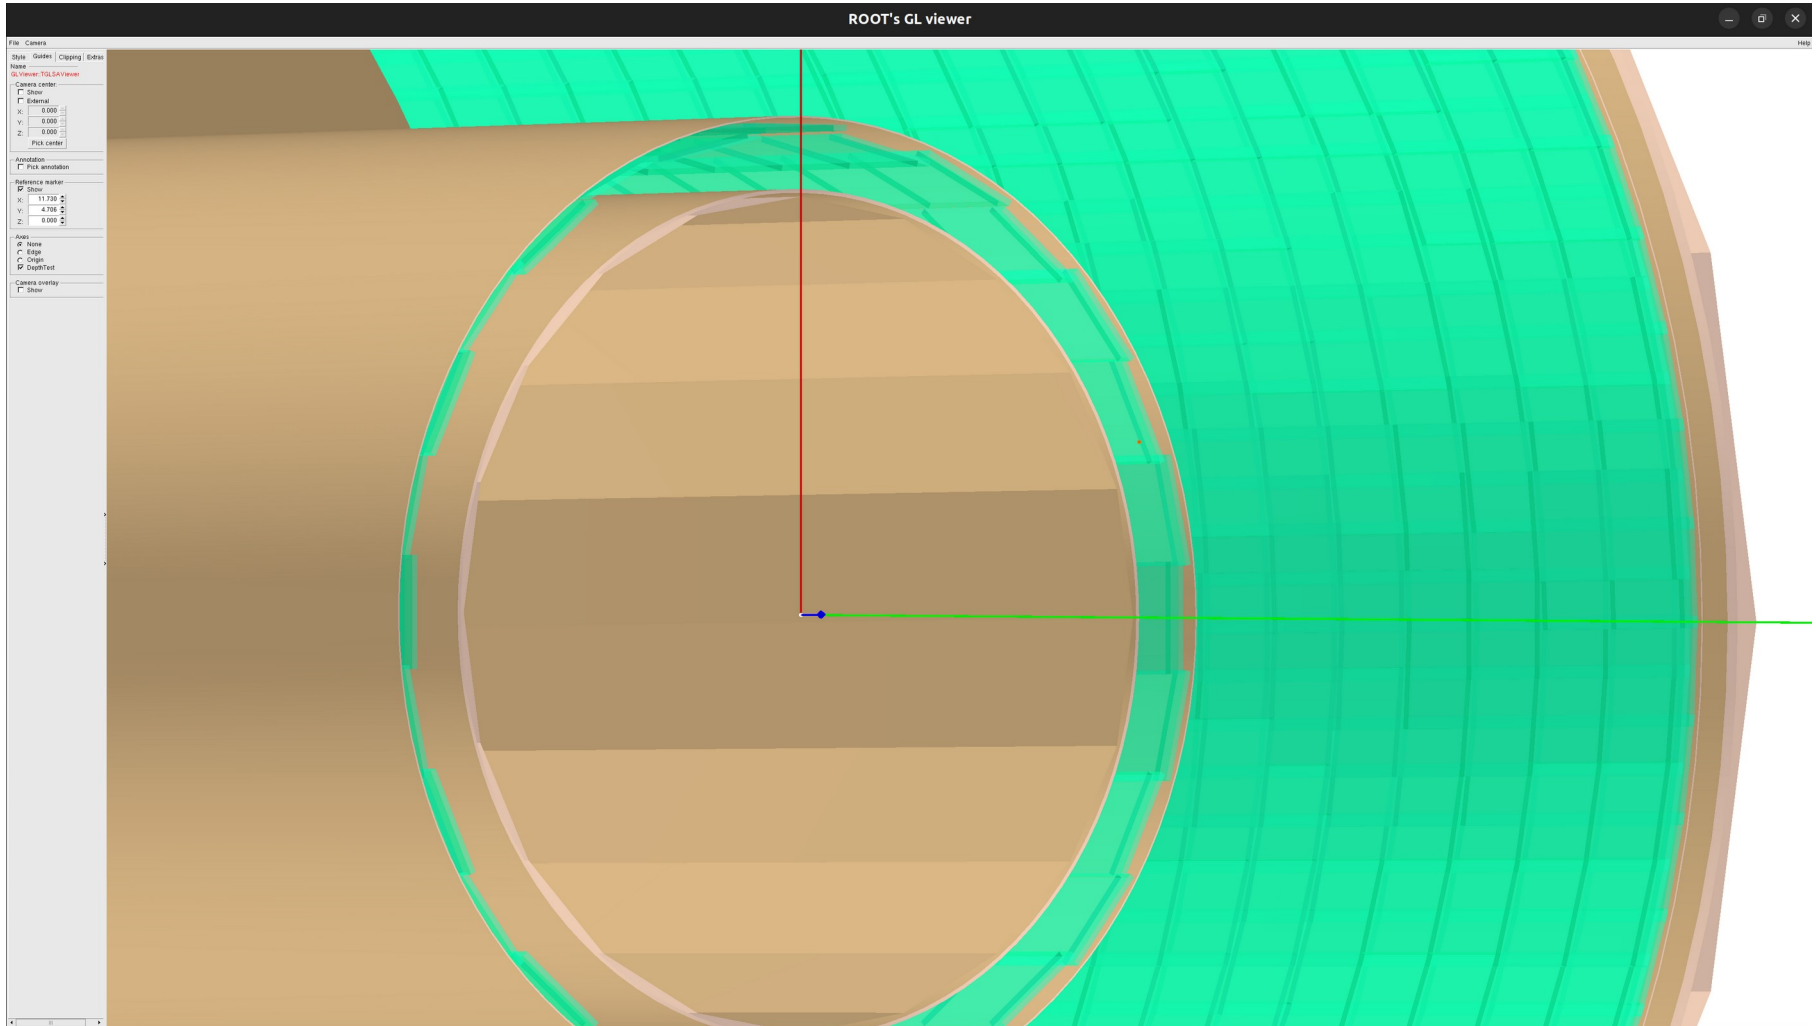 ROOT's GL viewer
File Camera
Help
Style Guides Clipping Extras
Name
GLViewer::TGLSAViewer
Camera center:
Show
External
X: 0.000
Y: 0.000
Z: 0.000
Pick center
Annotation
Pick annotation
Reference marker
Show
X: 11.730
Y: 4.706
Z: 0.000
Axes
None
Edge
Origin
DepthTest
Camera overlay
Show